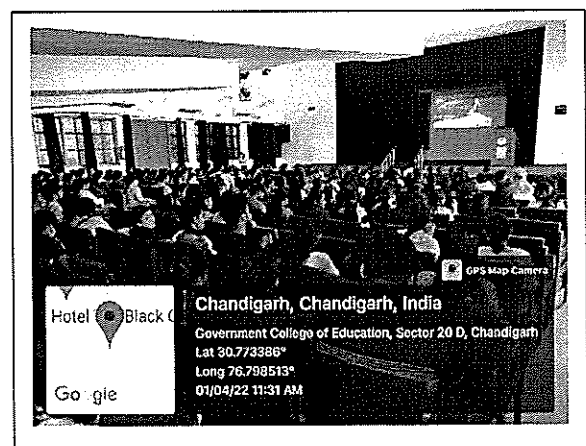 GPS Map Camera
Hotel Black
Google
Chandigarh, Chandigarh, India
Government College of Education, Sector 20 D, Chandigarh
Lat 30.773386°
Long 76.798513°
01/04/22 11:31 AM